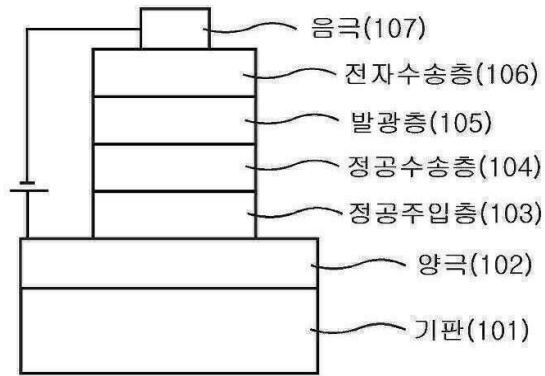 음극(107)
전자수송층(106)
발광층(105)
정공수송층(104)
정공주입층(103)
양극(102)
기판(101)